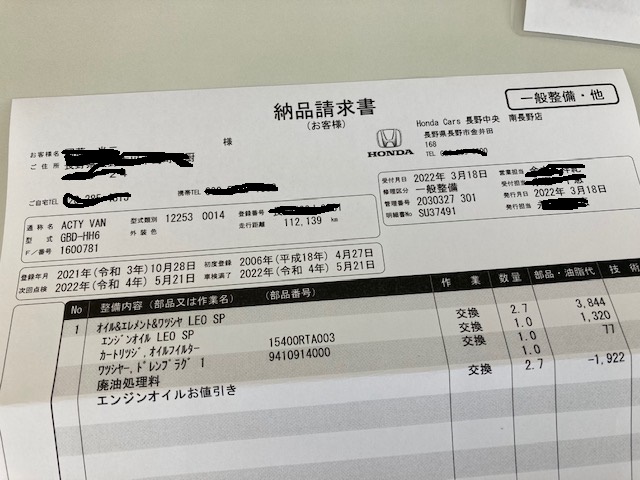 納品請求書
(お客様)
一般整備・他
様
お客様名
ご住所
ご自宅TEL
携帯TEL
HONDA
Honda Cars 長野中央 南長野店
長野県長野市金井田
168
TEL
受付月日 2022年 3月18日 営業担当
修理区分 一般整備 受付担当
管理番号 2030327 301 発行月日 2022年 3月18日
明細書No SU37491 発行担当
通称名 ACTY VAN 型式類別 12253 0014 登録番号
型式 GBD-HH6 外装色 走行距離 112,139 km
F/番号 1600781
登録年月 2021年(令和 3年)10月28日 初度登録 2006年(平成18年) 4月27日
次回点検 2022年(令和 4年) 5月21日 車検満了 2022年(令和 4年) 5月21日
No 整備内容 (部品又は作業名) (部品番号) 作業 数量 部品・油脂代 技術
1 オイル&エレメント&ワツシヤ LEO SP
エンジンオイル LEO SP 交換 2.7 3,844
カートリッジ,オイルフィルター 15400RTA003 交換 1.0 1,320
ワツシャー,ドレンプラグ 1 9410914000 交換 1.0 77
廃油処理料 1.0
エンジンオイルお値引き 交換 2.7 -1,922